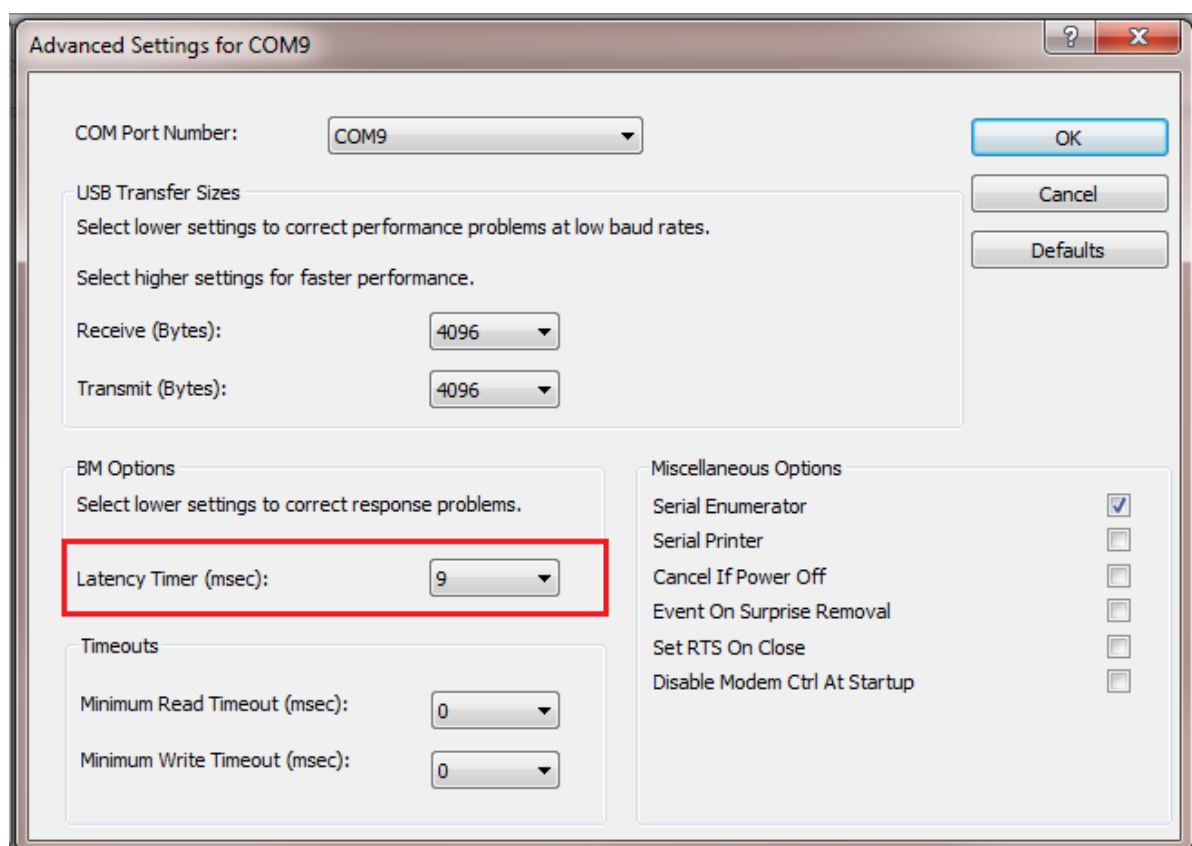 Advanced Settings for COM9
?
X
COM Port Number: COM9
OK
USB Transfer Sizes
Cancel
Select lower settings to correct performance problems at low baud rates.
Defaults
Select higher settings for faster performance.
Receive (Bytes): 4096
Transmit (Bytes): 4096
BM Options
Select lower settings to correct response problems.
Latency Timer (msec): 9
Timeouts
Minimum Read Timeout (msec): 0
Minimum Write Timeout (msec): 0
Miscellaneous Options
Serial Enumerator
Serial Printer
Cancel If Power Off
Event On Surprise Removal
Set RTS On Close
Disable Modem Ctrl At Startup